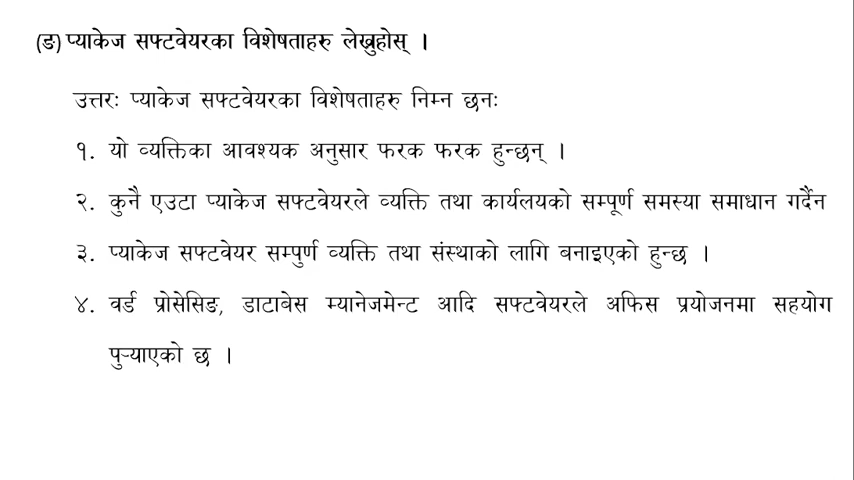 (ङ) प्याकेज सफ्टवेयरका विशेषताहरु लेख्नुहोस् ।
उत्तरः प्याकेज सफ्टवेयरका विशेषताहरु निम्न छनः
१. यो व्यक्तिका आवश्यक अनुसार फरक फरक हुन्छन् ।
२. कुनै एउटा प्याकेज सफ्टवेयरले व्यक्ति तथा कार्यलयको सम्पूर्ण समस्या समाधान गर्दैन
३. प्याकेज सफ्टवेयर सम्पुर्ण व्यक्ति तथा संस्थाको लागि बनाइएको हुन्छ ।
४. वर्ड प्रोसेसिङ, डाटाबेस म्यानेजमेन्ट आदि सफ्टवेयरले अफिस प्रयोजनमा सहयोग
पुऱ्याएको छ ।